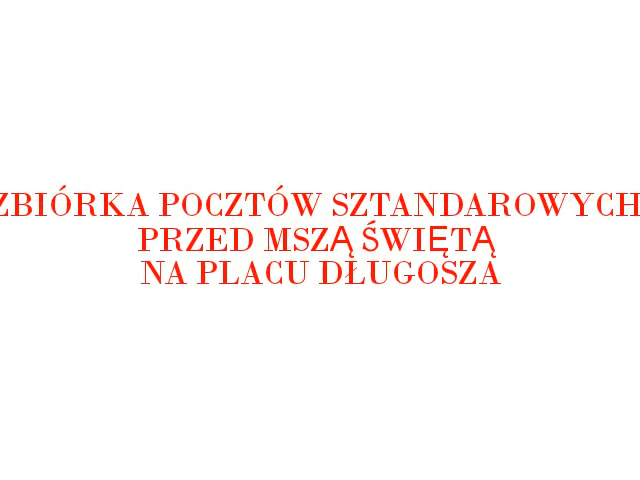 ZBIÓRKA POCZTÓW SZTANDAROWYCH
PRZED MSZĄ ŚWIĘTĄ
NA PLACU DŁUGOSZA